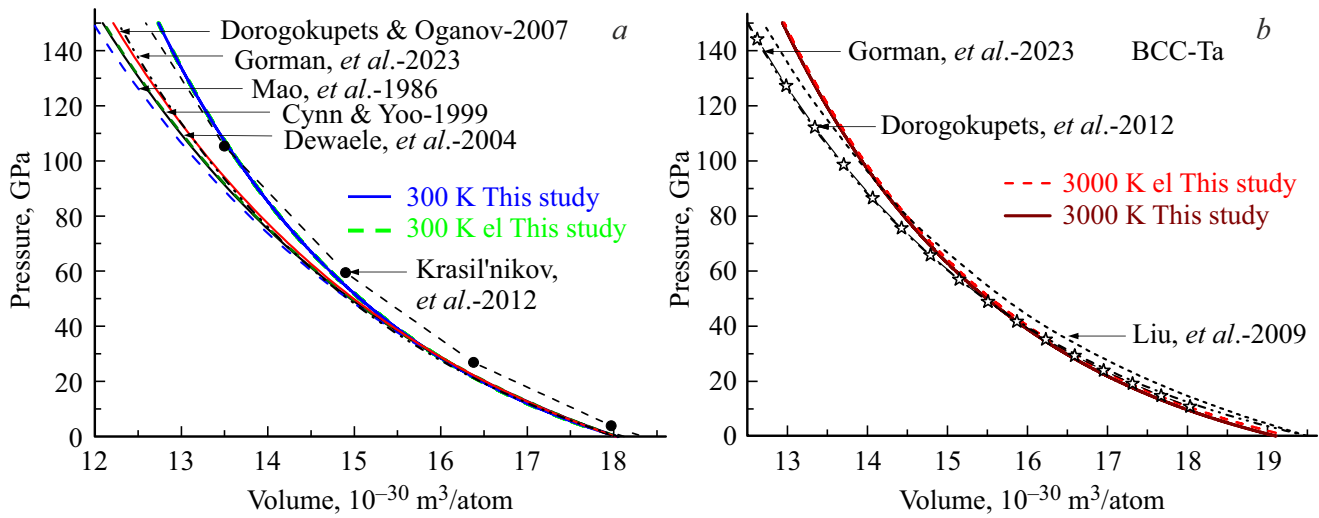 140
120
100
80
60
40
20
0
Pressure, GPa
Dorogokupets & Oganov-2007
a
Gorman, et al.-2023
Mao, et al.-1986
Cynn & Yoo-1999
Dewaele, et al.-2004
300 K This study
300 K el This study
Krasil'nikov,
et al.-2012
12 13 14 15 16 17 18
Volume, 10⁻³⁰ m³/atom
140
120
100
80
60
40
20
0
Pressure, GPa
b
Gorman, et al.-2023 BCC-Ta
Dorogokupets, et al.-2012
3000 K el This study
3000 K This study
Liu, et al.-2009
13 14 15 16 17 18 19
Volume, 10⁻³⁰ m³/atom